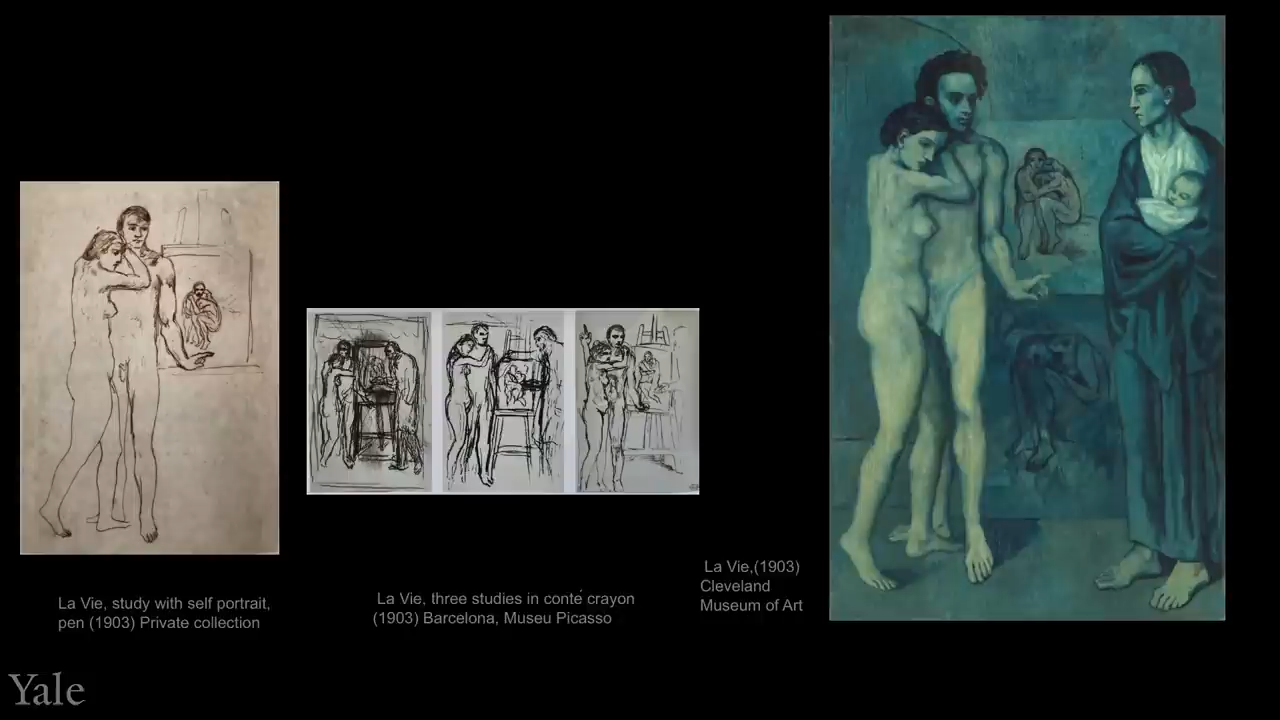 La Vie, study with self portrait,
pen (1903) Private collection
La Vie, three studies in conté crayon
(1903) Barcelona, Museu Picasso
La Vie,(1903)
Cleveland
Museum of Art
Yale